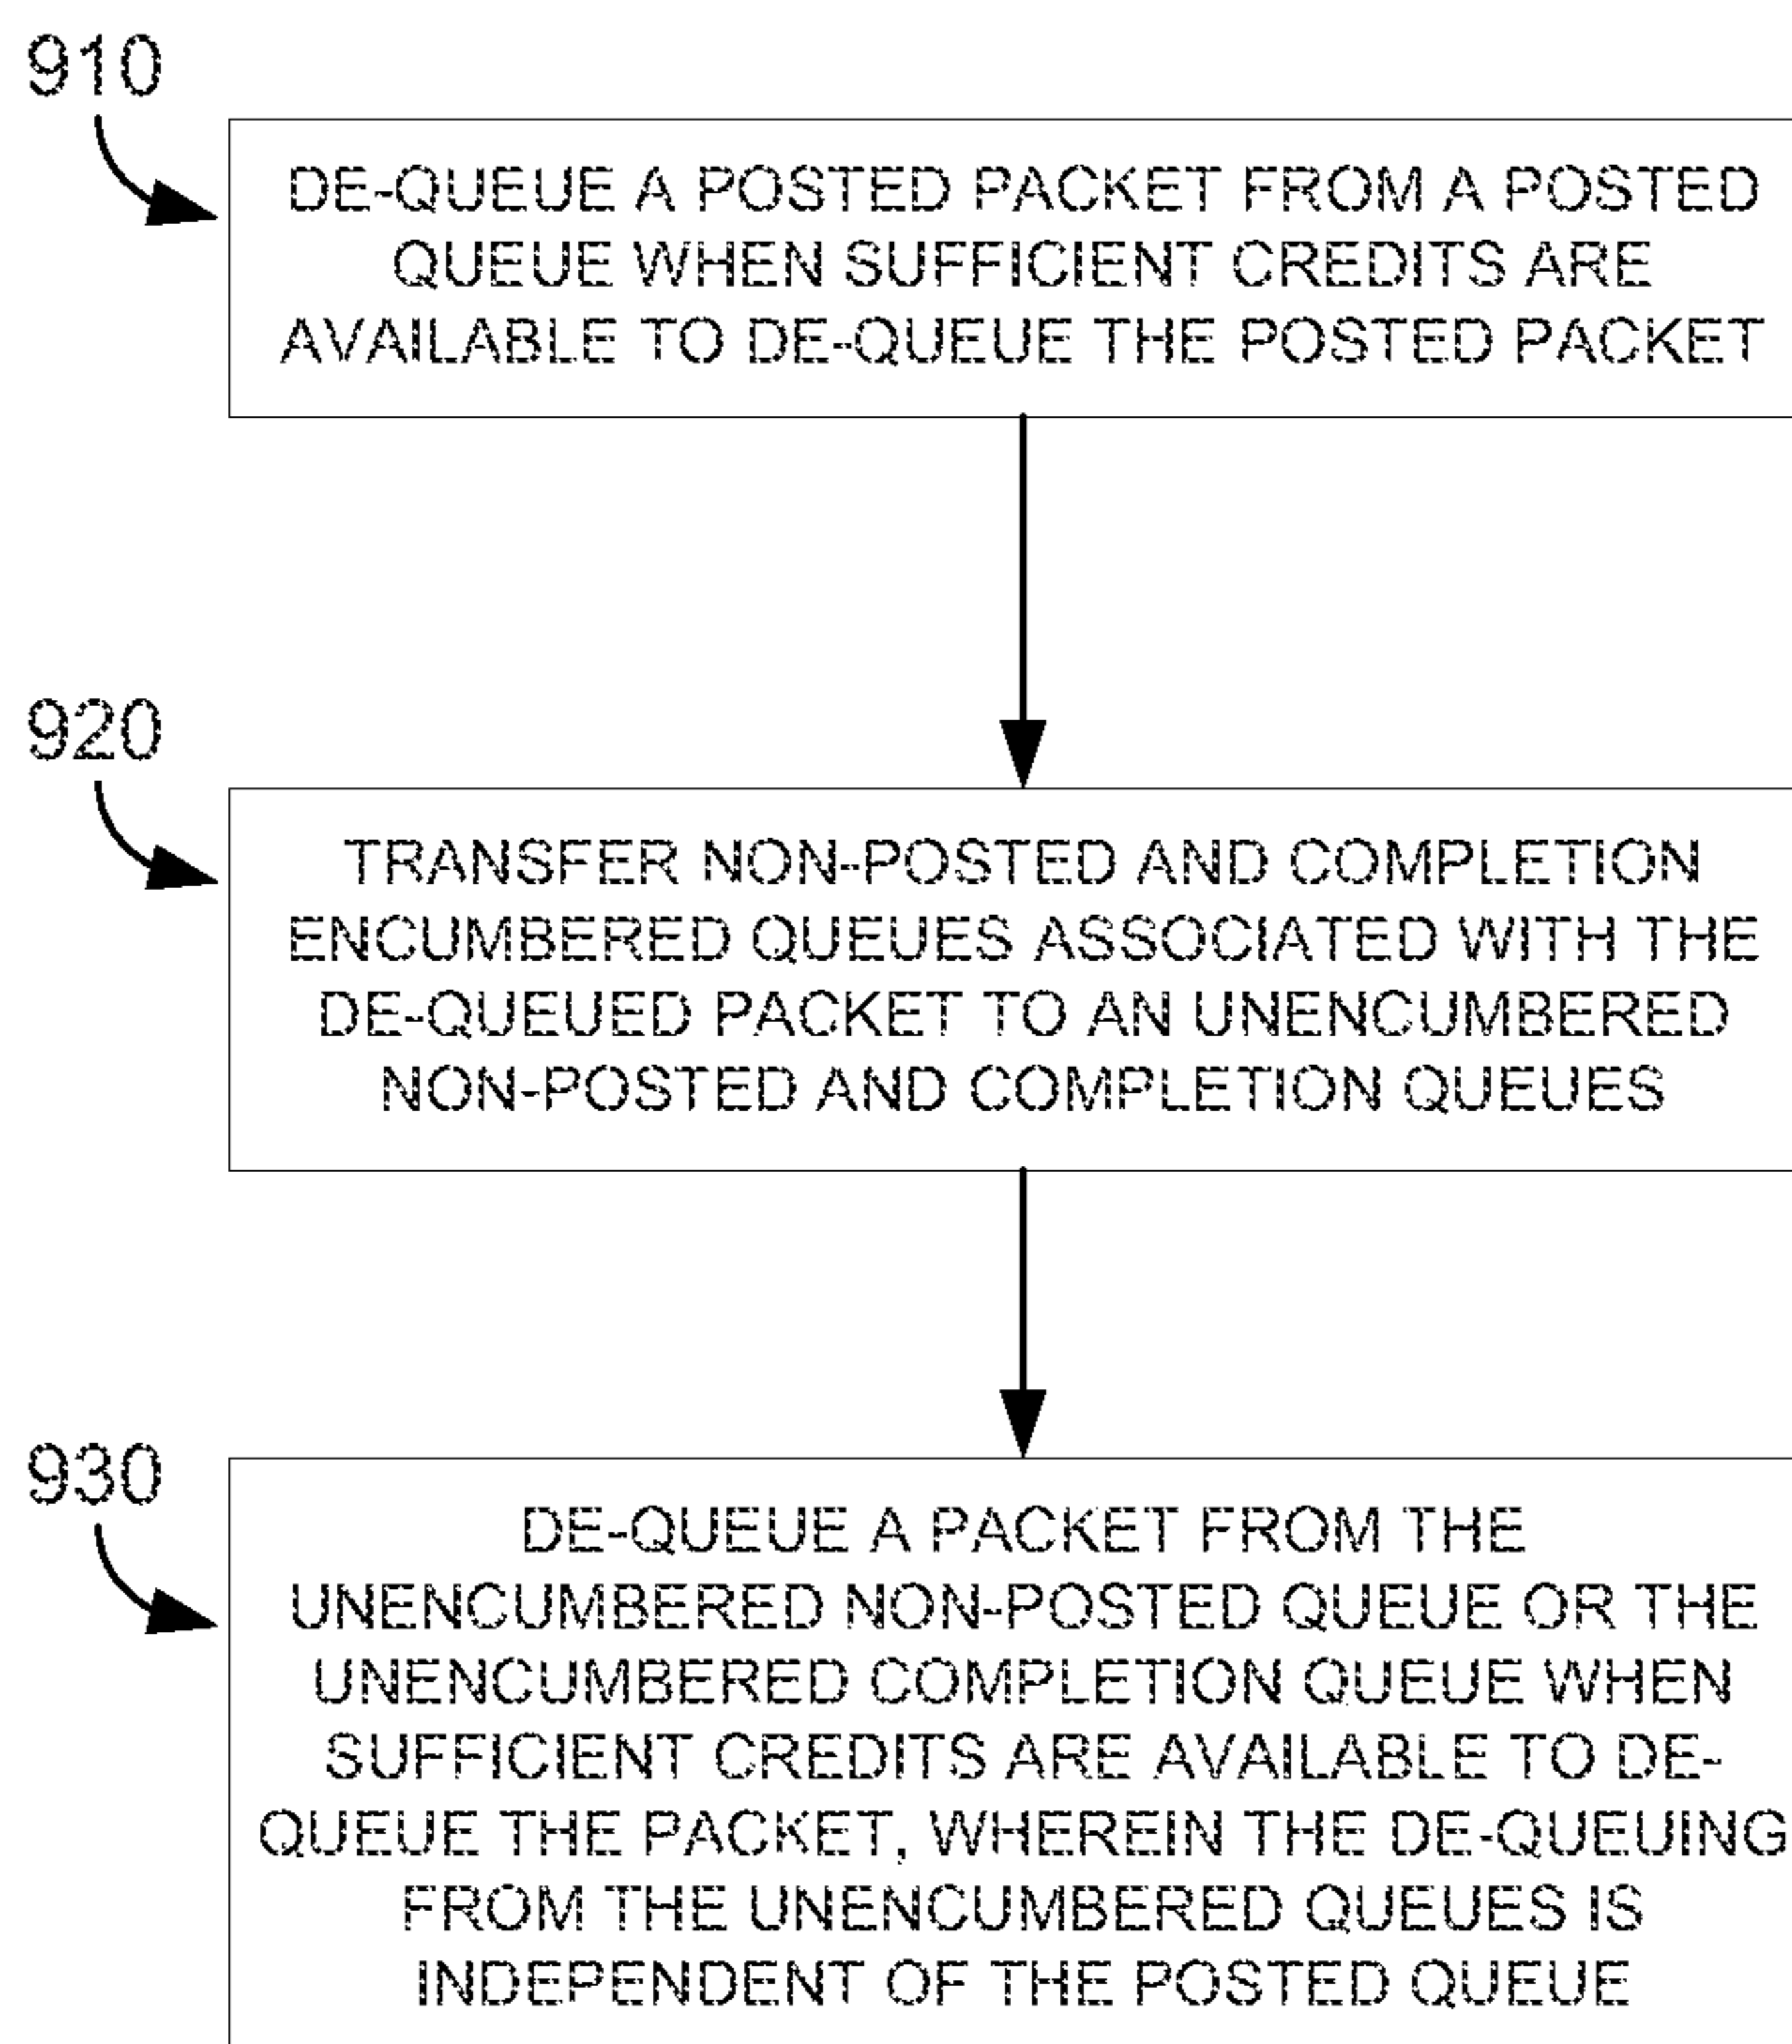 910
DE-QUEUE A POSTED PACKET FROM A POSTED
QUEUE WHEN SUFFICIENT CREDITS ARE
AVAILABLE TO DE-QUEUE THE POSTED PACKET
920
TRANSFER NON-POSTED AND COMPLETION
ENCUMBERED QUEUES ASSOCIATED WITH THE
DE-QUEUED PACKET TO AN UNENCUMBERED
NON-POSTED AND COMPLETION QUEUES
930
DE-QUEUE A PACKET FROM THE
UNENCUMBERED NON-POSTED QUEUE OR THE
UNENCUMBERED COMPLETION QUEUE WHEN
SUFFICIENT CREDITS ARE AVAILABLE TO DE-
QUEUE THE PACKET, WHEREIN THE DE-QUEUING
FROM THE UNENCUMBERED QUEUES IS
INDEPENDENT OF THE POSTED QUEUE